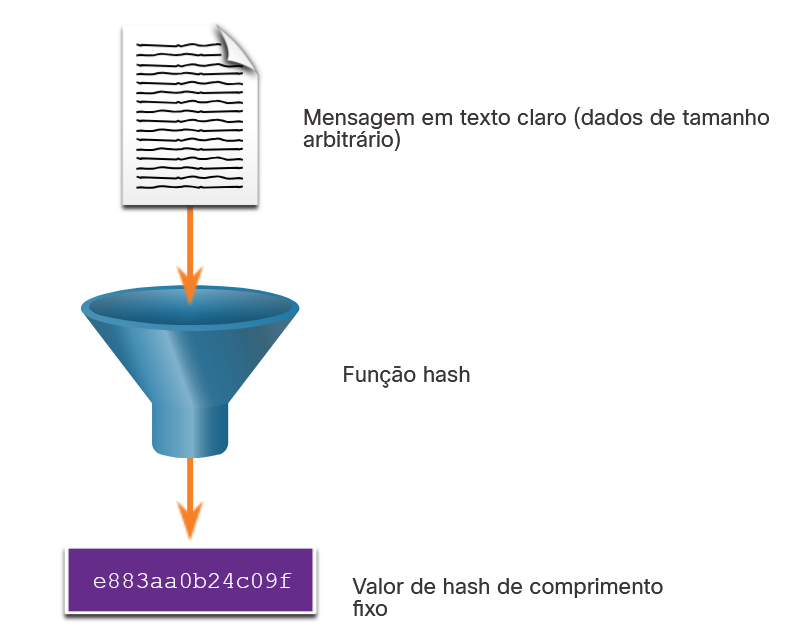 Mensagem em texto claro (dados de tamanho
arbitrário)
Função hash
e883aa0b24c09f
Valor de hash de comprimento
fixo